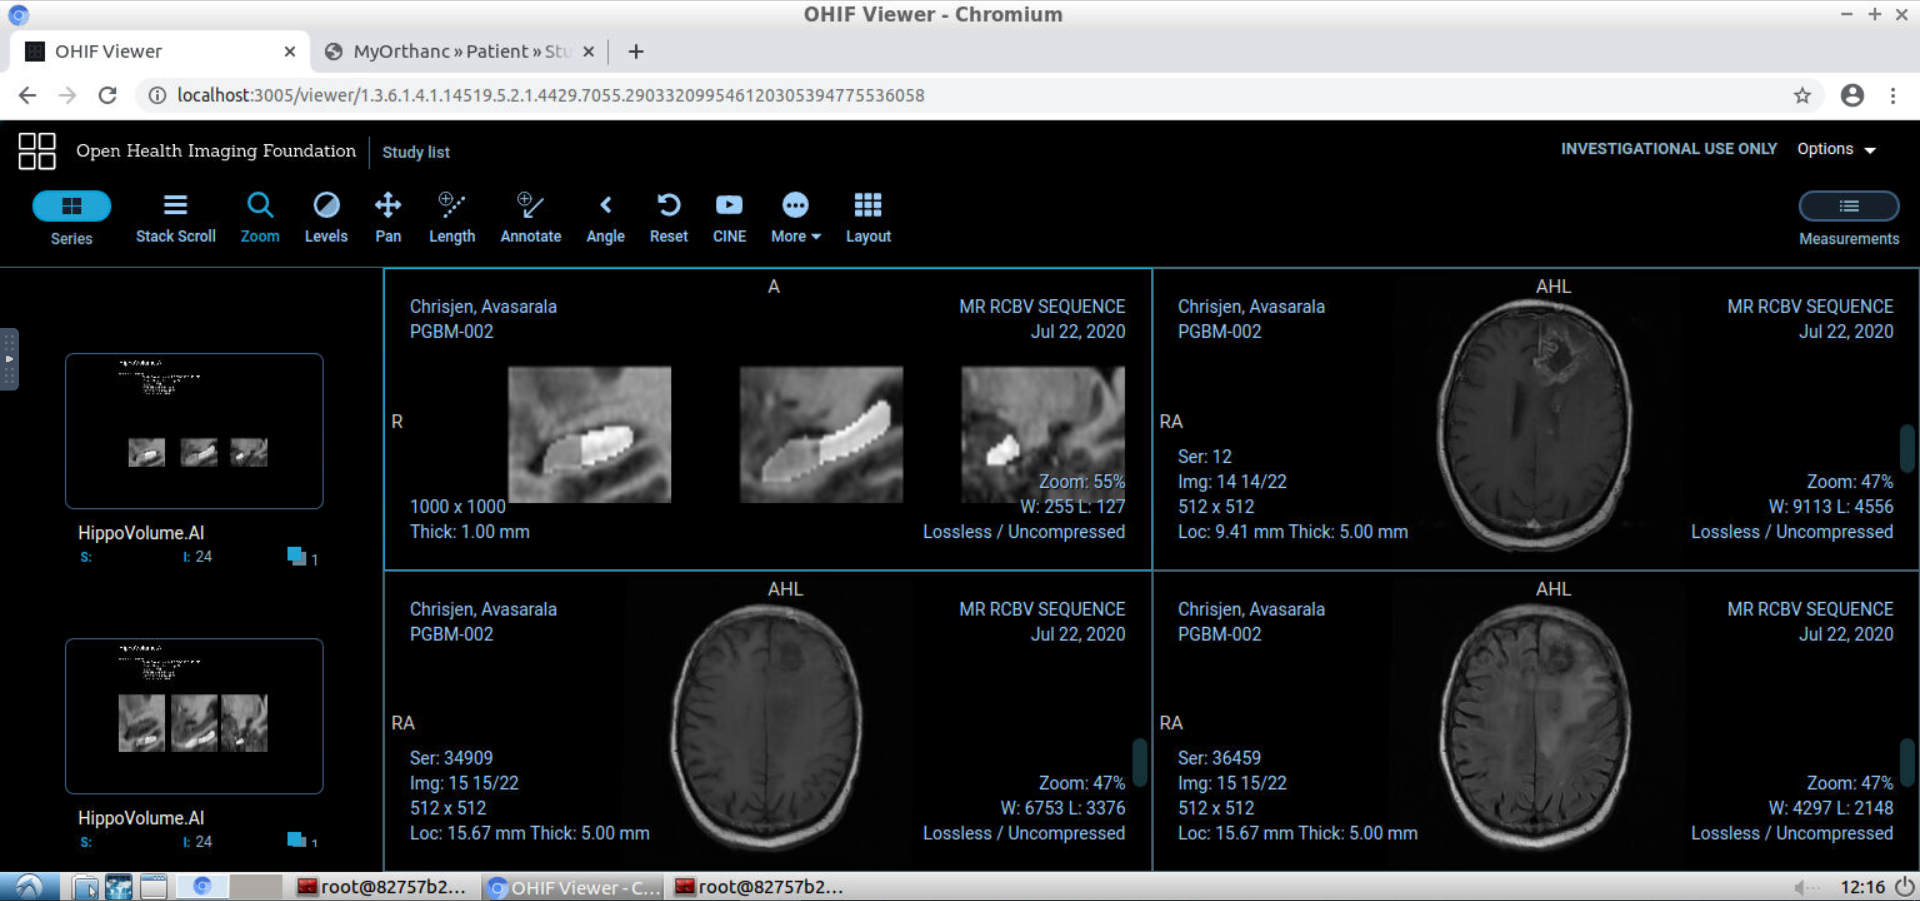 OHIF Viewer - Chromium
OHIF Viewer
MyOrthanc » Patient » Stu
localhost:3005/viewer/1.3.6.1.4.1.14519.5.2.1.4429.7055.290332099546120305394775536058
Open Health Imaging Foundation
Study list
INVESTIGATIONAL USE ONLY
Options
Series
Stack Scroll
Zoom
Levels
Pan
Length
Annotate
Angle
Reset
CINE
More
Layout
Measurements
HippoVolume.AI
S:
I: 24
1
HippoVolume.AI
S:
I: 24
1
A
Chrisjen, Avasarala
PGBM-002
MR RCBV SEQUENCE
Jul 22, 2020
R
1000 x 1000
Thick: 1.00 mm
Zoom: 55%
W: 255 L: 127
Lossless / Uncompressed
AHL
Chrisjen, Avasarala
PGBM-002
MR RCBV SEQUENCE
Jul 22, 2020
RA
Ser: 12
Img: 14 14/22
512 x 512
Loc: 9.41 mm Thick: 5.00 mm
Zoom: 47%
W: 9113 L: 4556
Lossless / Uncompressed
AHL
Chrisjen, Avasarala
PGBM-002
MR RCBV SEQUENCE
Jul 22, 2020
RA
Ser: 34909
Img: 15 15/22
512 x 512
Loc: 15.67 mm Thick: 5.00 mm
Zoom: 47%
W: 6753 L: 3376
Lossless / Uncompressed
AHL
Chrisjen, Avasarala
PGBM-002
MR RCBV SEQUENCE
Jul 22, 2020
RA
Ser: 36459
Img: 15 15/22
512 x 512
Loc: 15.67 mm Thick: 5.00 mm
Zoom: 47%
W: 4297 L: 2148
Lossless / Uncompressed
root@82757b2...
OHIF Viewer - C...
root@82757b2...
12:16